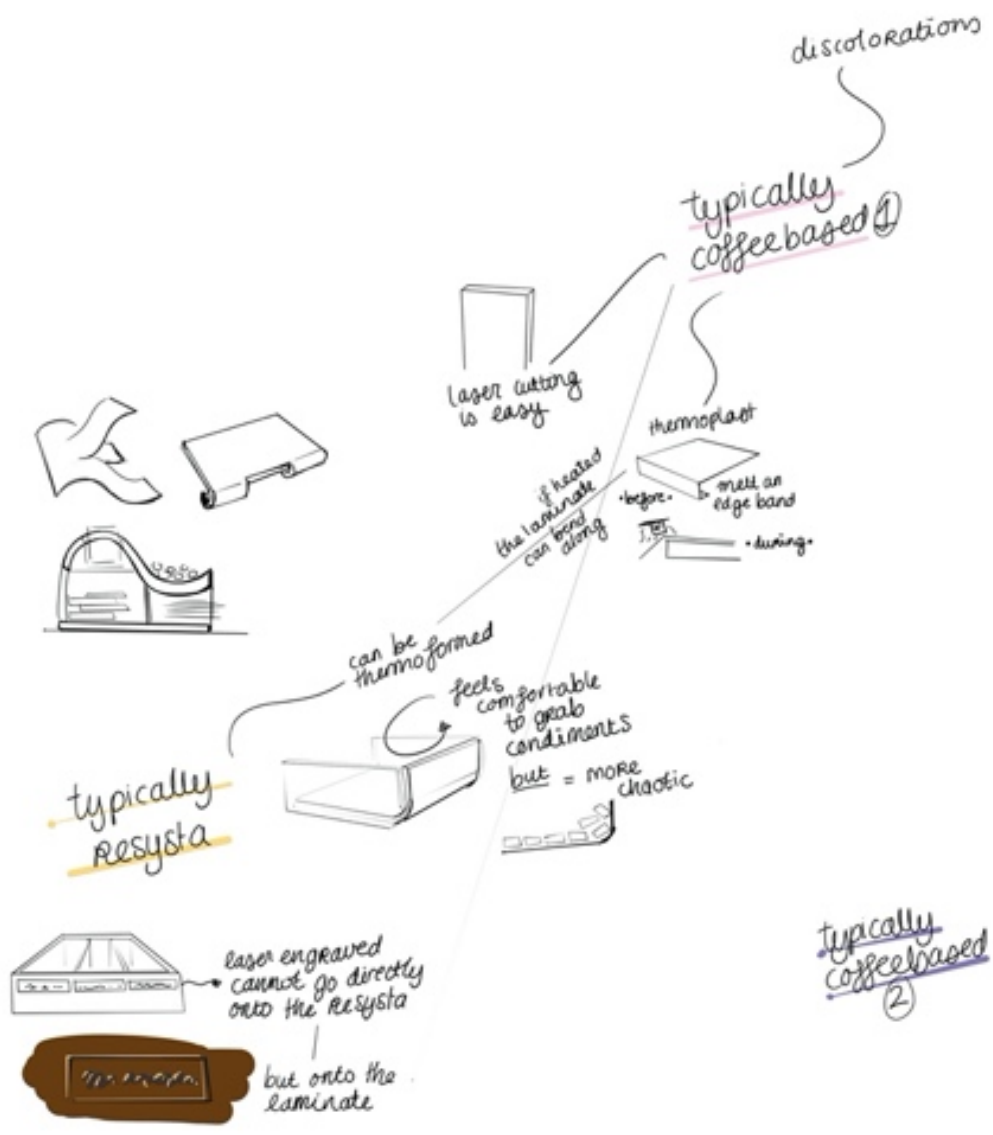 discolorations
typically
coffeebased 1
laser cutting
is easy
thermoplast
• before •
melt an
edge band
• during •
if heated
the laminate
can bend
along
can be
thermoformed
feels
comfortable
to grab
condiments
but = more
chaotic
typically
Resysta
laser engraved
cannot go directly
onto the Resysta
but onto the
laminate
typically
coffeebased
2